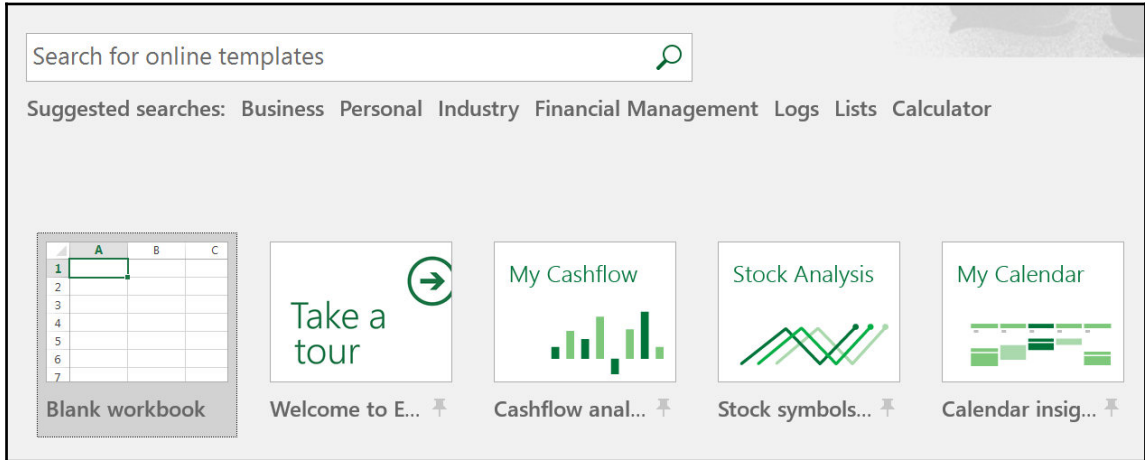 Search for online templates
Suggested searches: Business Personal Industry Financial Management Logs Lists Calculator
A B C
1
2
3
4
5
6
7
Take a
tour
My Cashflow
Stock Analysis
My Calendar
Blank workbook
Welcome to E...
Cashflow anal...
Stock symbols...
Calendar insig...